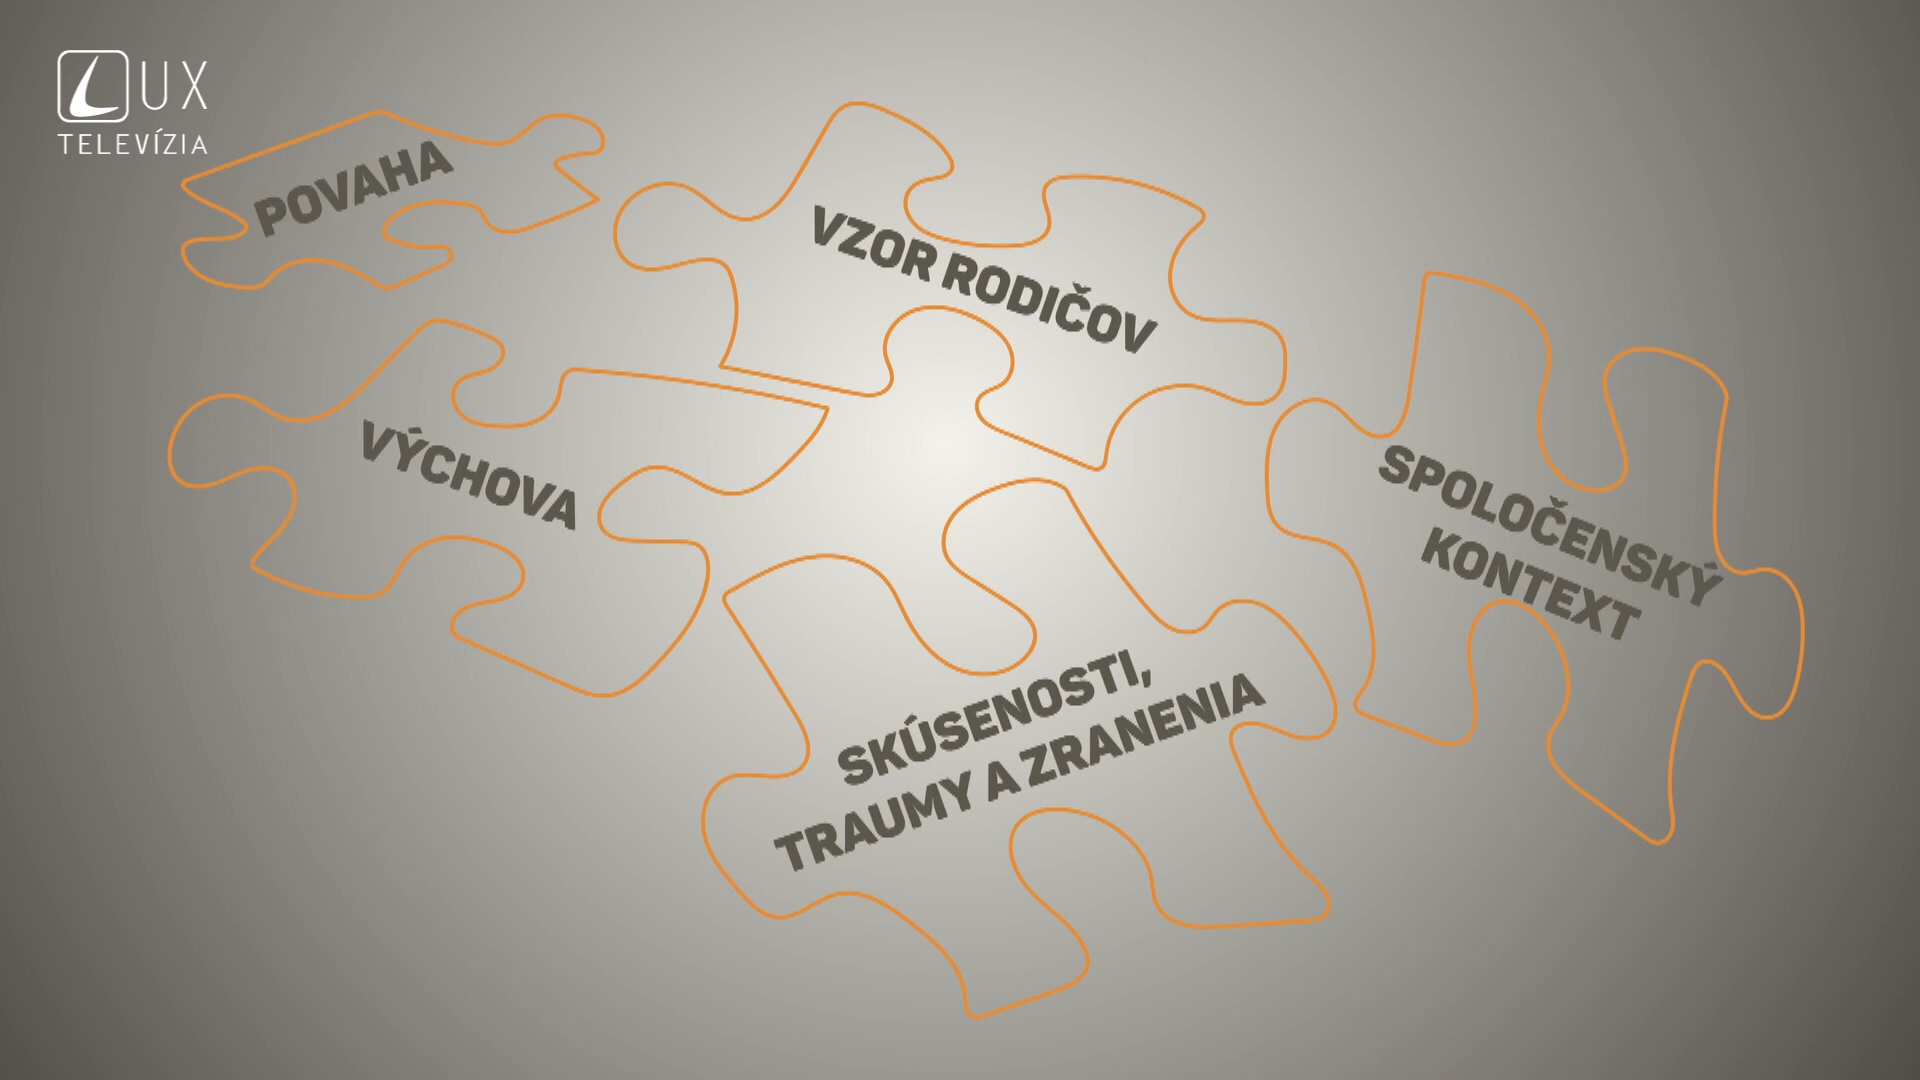 LUX
TELEVÍZIA
POVAHA
VZOR RODIČOV
VÝCHOVA
SPOLOČENSKÝ
KONTEXT
SKÚSENOSTI,
TRAUMY A ZRANENIA